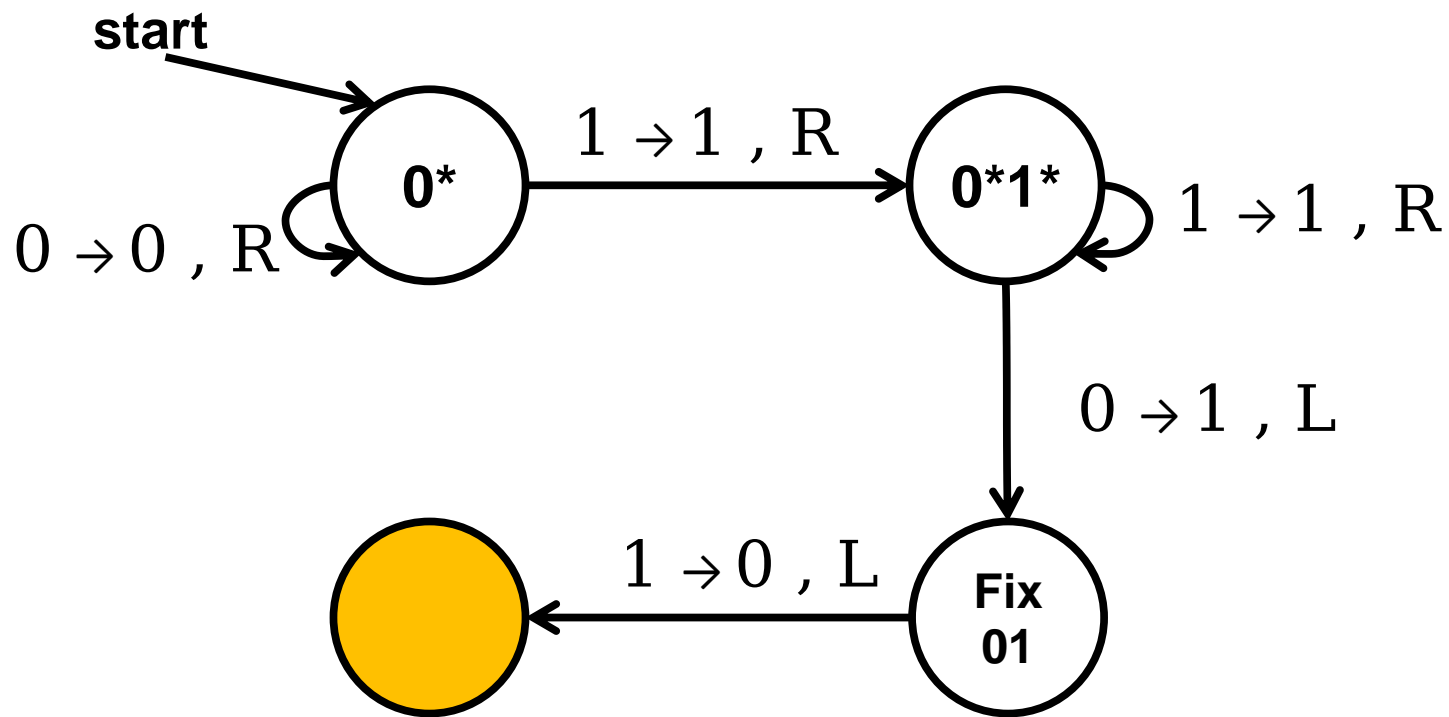 start
1 → 1 , R
0*
0*1*
1 → 1 , R
0 → 0 , R
0 → 1 , L
1 → 0 , L
Fix
01